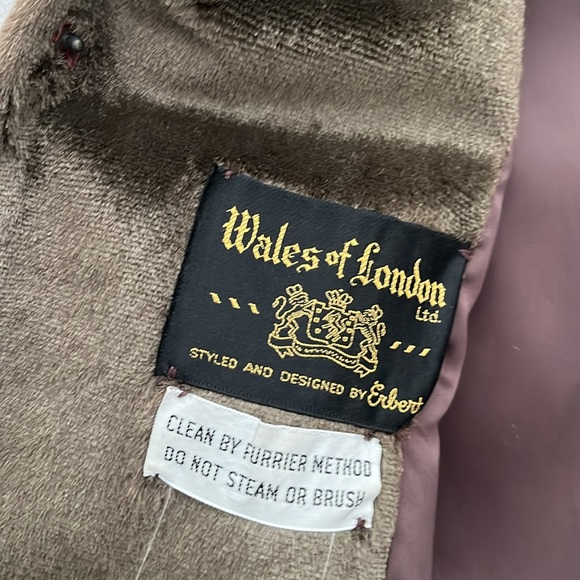 Wales of London
Ltd.
STYLED AND DESIGNED BY Erbert
CLEAN BY FURRIER METHOD
DO NOT STEAM OR BRUSH